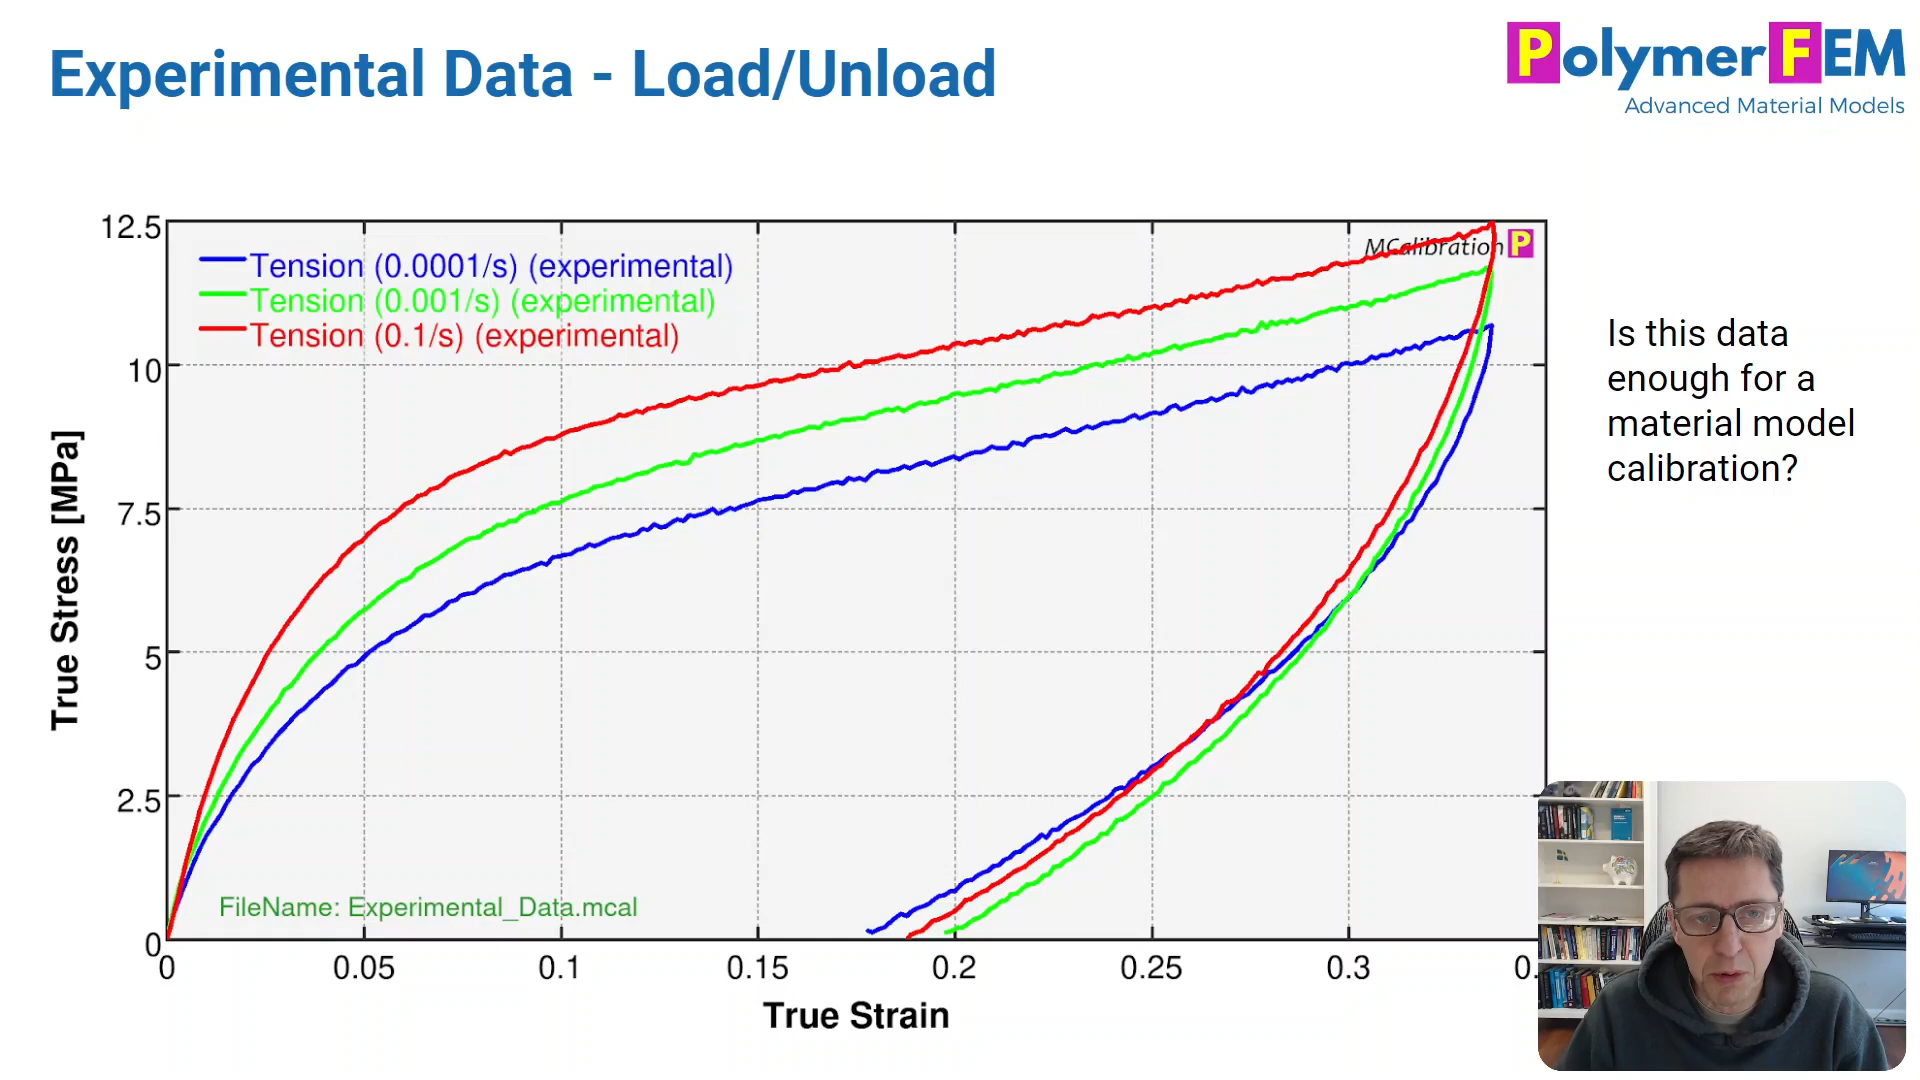 Experimental Data - Load/Unload
PolymerFEM
Advanced Material Models
12.5
10
7.5
5
2.5
0
True Stress [MPa]
Tension (0.0001/s) (experimental)
Tension (0.001/s) (experimental)
Tension (0.1/s) (experimental)
MCalibration P
FileName: Experimental_Data.mcal
0
0.05
0.1
0.15
0.2
0.25
0.3
0.
True Strain
Is this data
enough for a
material model
calibration?